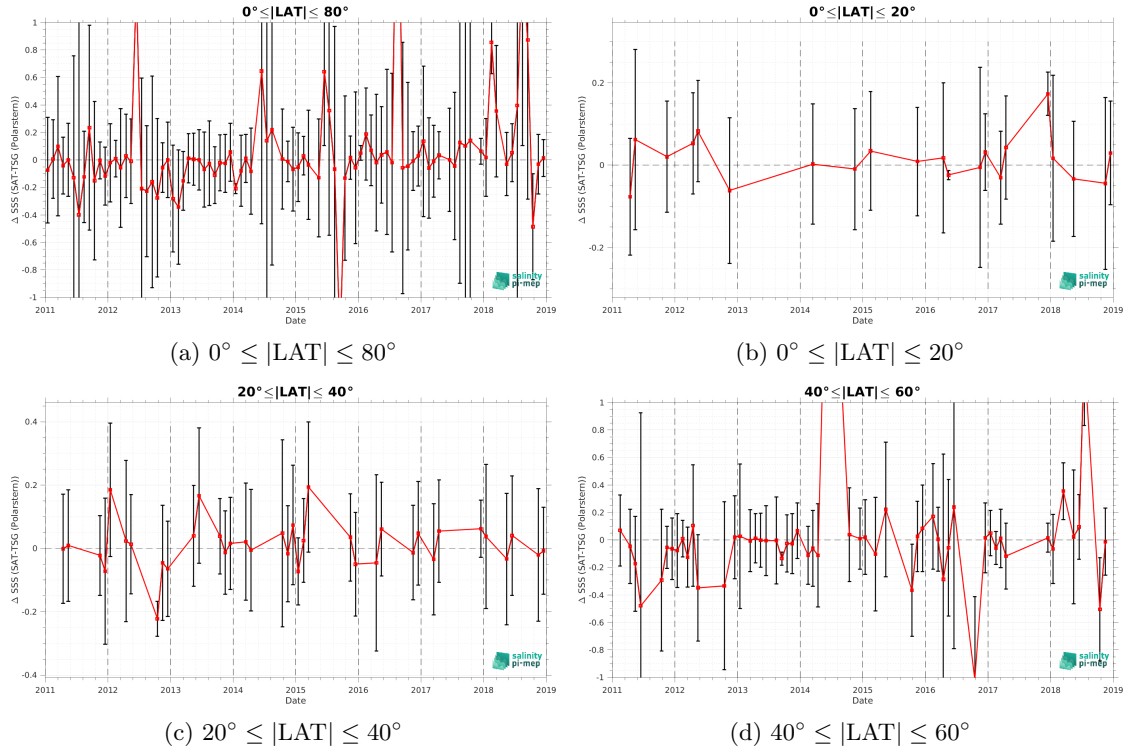 0°≤|LAT|≤ 80°
Δ SSS (SAT-TSG (Polarstern))
1
0.8
0.6
0.4
0.2
0
-0.2
-0.4
-0.6
-0.8
-1
2011 2012 2013 2014 2015 2016 2017 2018 2019
Date
salinity
pi-mep
(a) 0° ≤ |LAT| ≤ 80°
0°≤|LAT|≤ 20°
Δ SSS (SAT-TSG (Polarstern))
0.2
0
-0.2
2011 2012 2013 2014 2015 2016 2017 2018 2019
Date
salinity
pi-mep
(b) 0° ≤ |LAT| ≤ 20°
20°≤|LAT|≤ 40°
Δ SSS (SAT-TSG (Polarstern))
0.4
0.2
0
-0.2
-0.4
2011 2012 2013 2014 2015 2016 2017 2018 2019
Date
salinity
pi-mep
(c) 20° ≤ |LAT| ≤ 40°
40°≤|LAT|≤ 60°
Δ SSS (SAT-TSG (Polarstern))
1
0.8
0.6
0.4
0.2
0
-0.2
-0.4
-0.6
-0.8
-1
2011 2012 2013 2014 2015 2016 2017 2018 2019
Date
salinity
pi-mep
(d) 40° ≤ |LAT| ≤ 60°